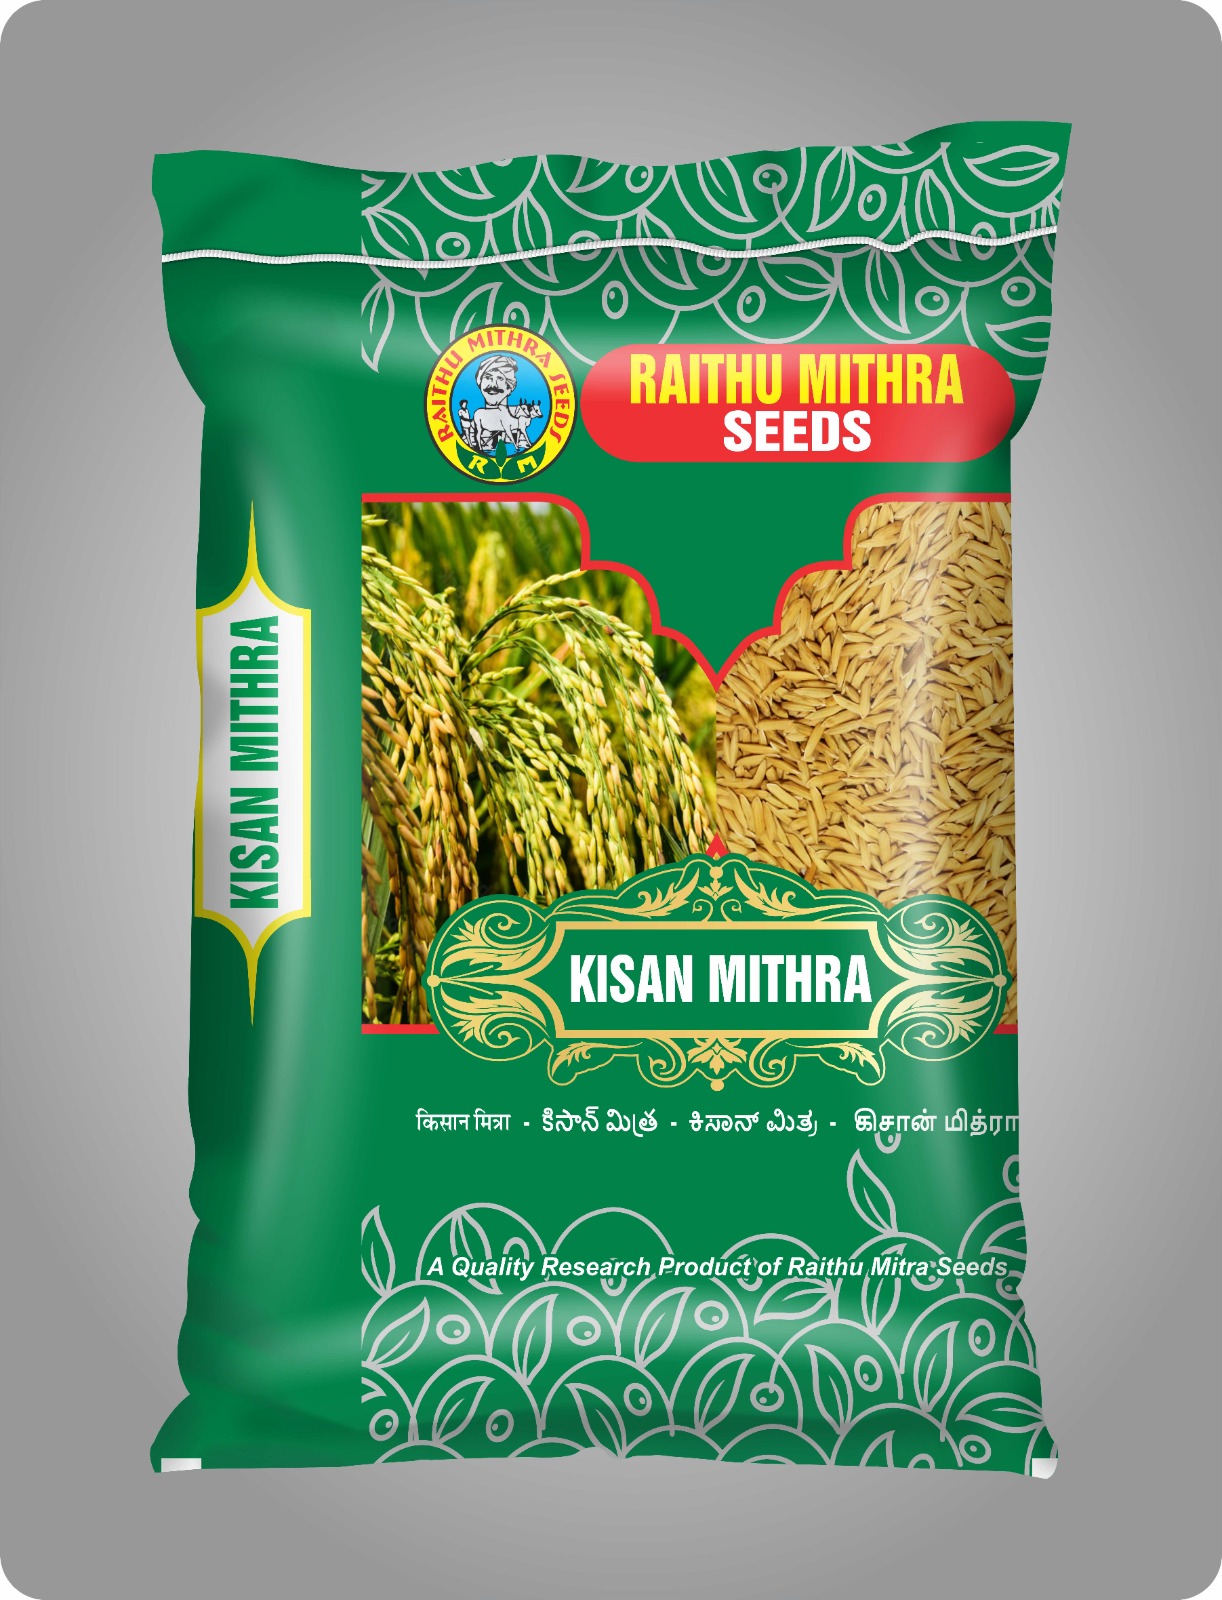 RAITHU MITHRA SEEDS
R Y M
RAITHU MITHRA
SEEDS
KISAN MITHRA
KISAN MITHRA
किसान मित्रा - కిసాన్ మిత్ర - ಕಿಸಾನ್ ಮಿತ್ರ - கிசான் மித்ரா
A Quality Research Product of Raithu Mitra Seeds